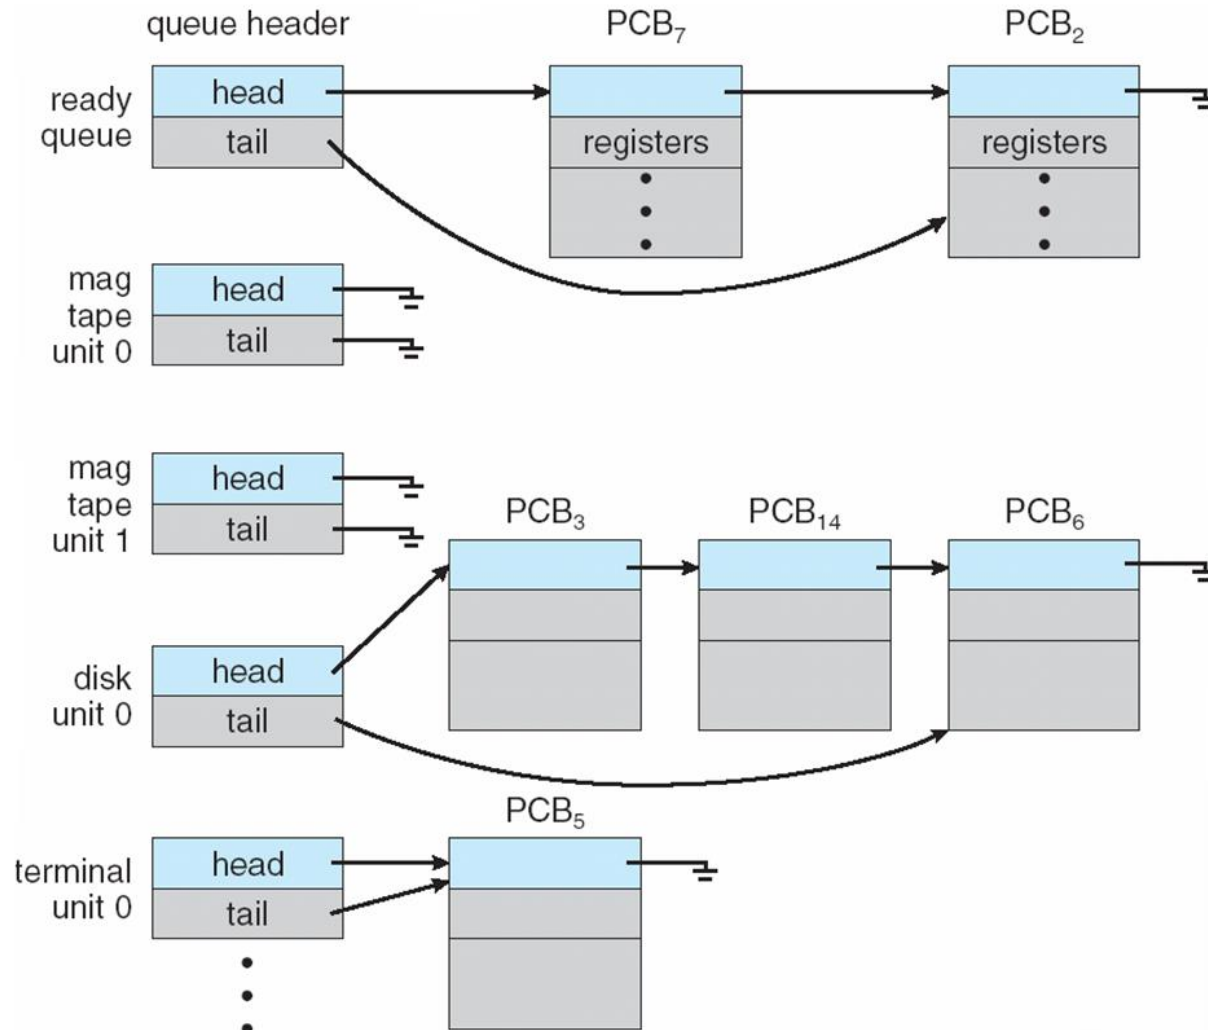 queue header
PCB₇
PCB₂
ready
queue
head
tail
registers
registers
mag
tape
unit 0
head
tail
mag
tape
unit 1
head
tail
PCB₃
PCB₁₄
PCB₆
disk
unit 0
head
tail
PCB₅
terminal
unit 0
head
tail